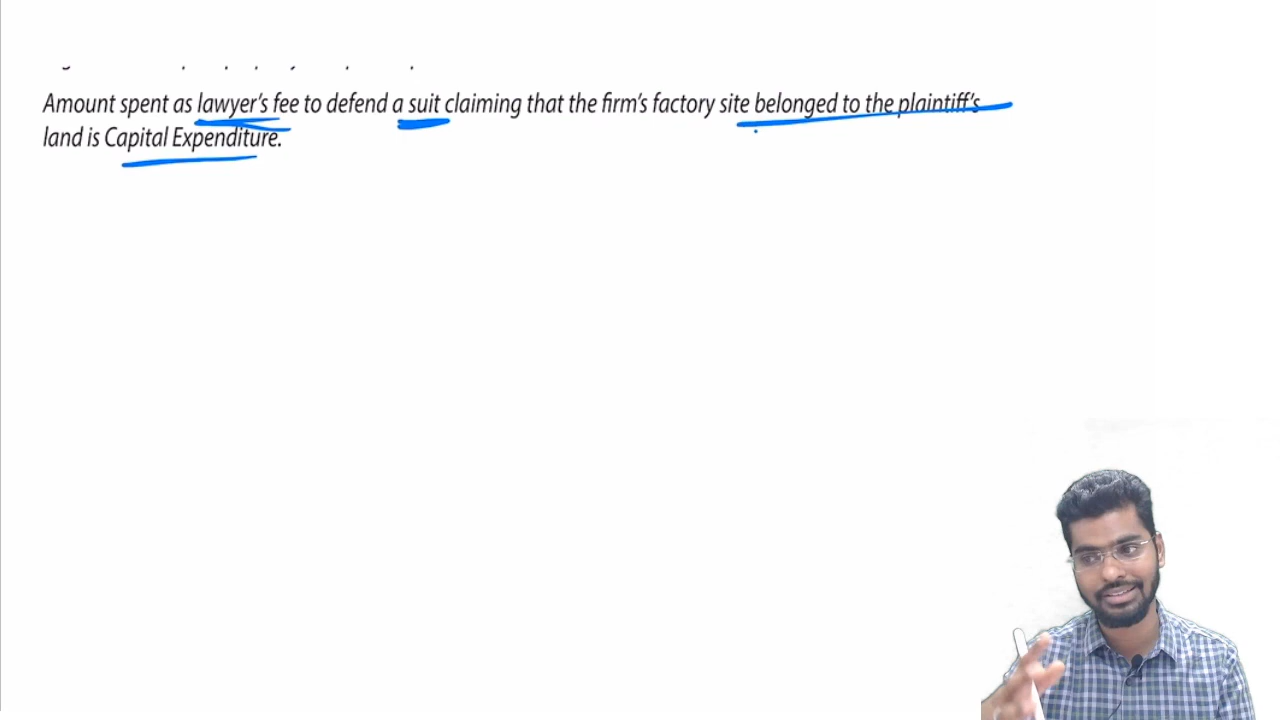 Amount spent as lawyer's fee to defend a suit claiming that the firm's factory site belonged to the plaintiff's
land is Capital Expenditure.